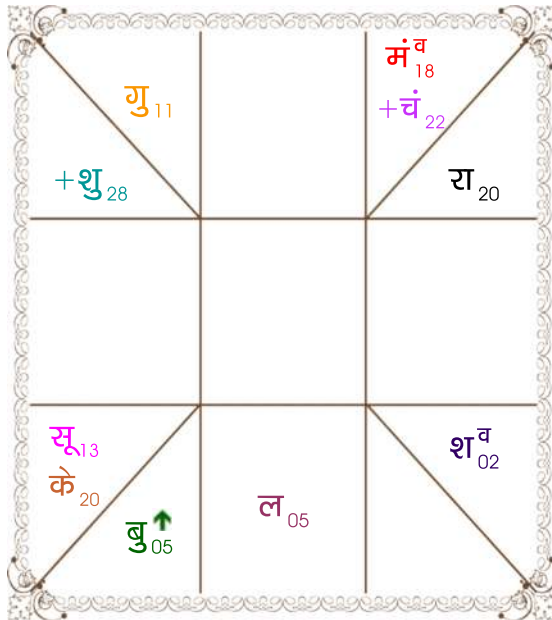 गु 11
मं व 18
+चं 22
+शु 28
रा 20
सू 13
के 20
श व 02
बु ↑ 05
ल 05